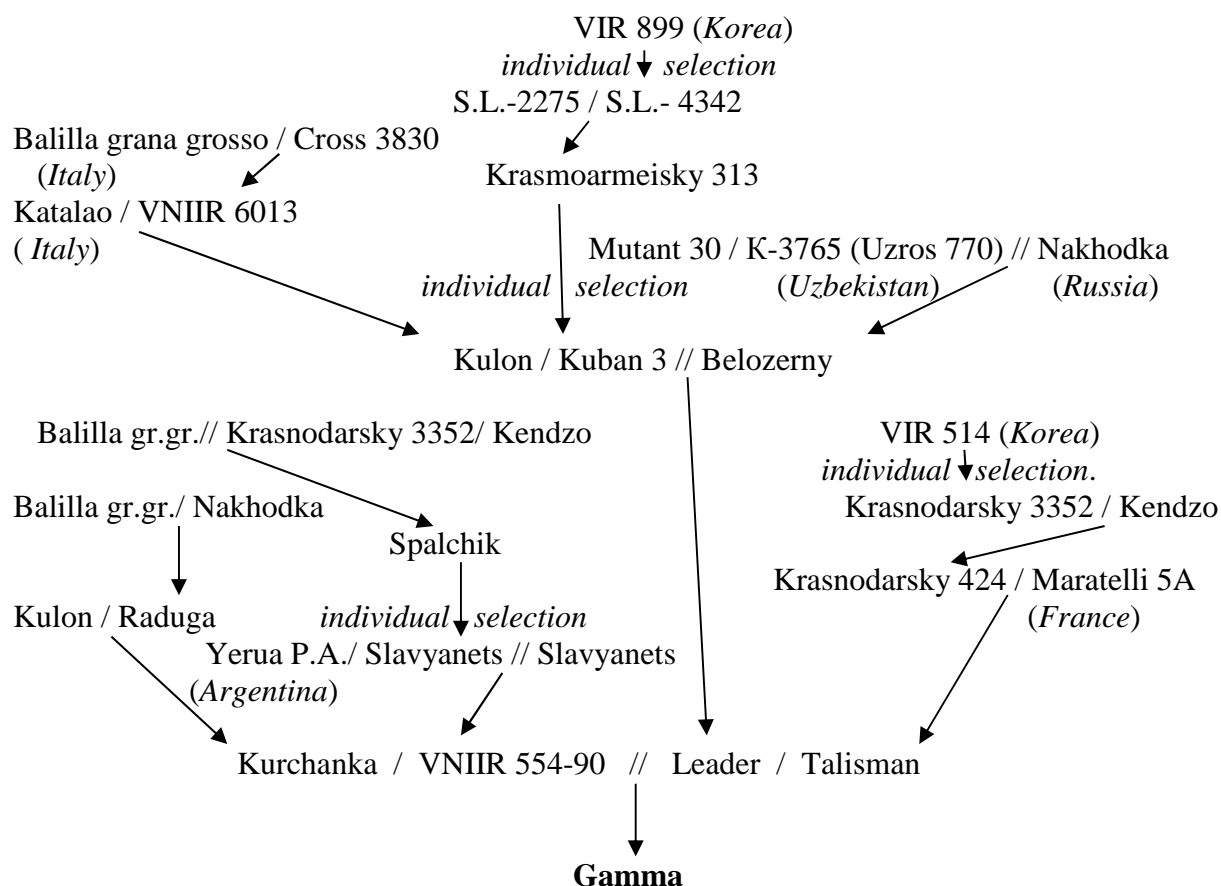 VIR 899 (Korea)
individual selection
S.L.-2275 / S.L.- 4342
Balilla grana grosso / Cross 3830
(Italy)
Krasmoarmeisky 313
Katalao / VNIIR 6013
( Italy)
Mutant 30 / К-3765 (Uzros 770) // Nakhodka
individual selection (Uzbekistan) (Russia)
Kulon / Kuban 3 // Belozerny
Balilla gr.gr.// Krasnodarsky 3352/ Kendzo
VIR 514 (Korea)
individual selection.
Balilla gr.gr./ Nakhodka
Krasnodarsky 3352 / Kendzo
Spalchik
Krasnodarsky 424 / Maratelli 5A
(France)
Kulon / Raduga
individual selection
Yerua P.A./ Slavyanets // Slavyanets
(Argentina)
Kurchanka / VNIIR 554-90 // Leader / Talisman
Gamma